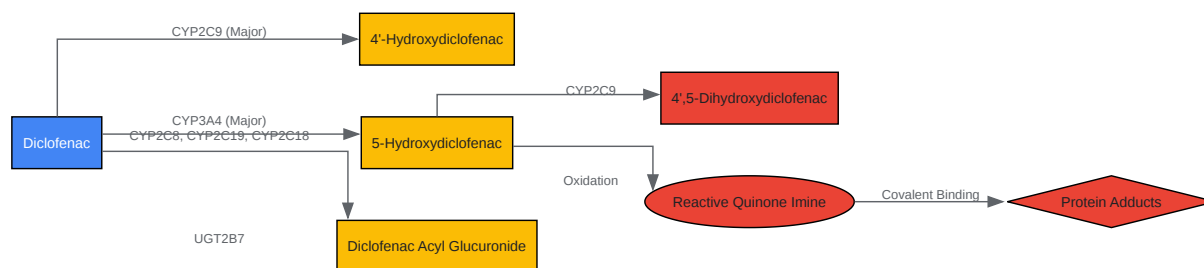 CYP2C9 (Major)
4'-Hydroxydiclofenac
CYP2C9
4',5-Dihydroxydiclofenac
Diclofenac
CYP3A4 (Major)
CYP2C8, CYP2C19, CYP2C18
5-Hydroxydiclofenac
Oxidation
Reactive Quinone Imine
Covalent Binding
Protein Adducts
UGT2B7
Diclofenac Acyl Glucuronide